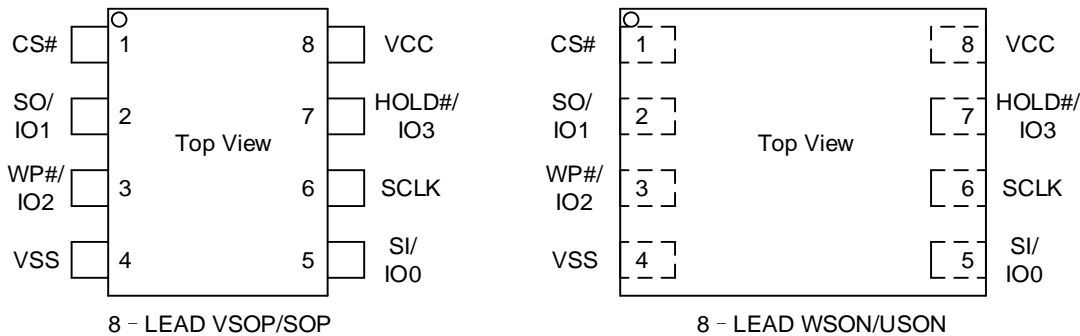 CS# 1 8 VCC
SO/
IO1 2 7 HOLD#/
IO3
Top View
WP#/
IO2 3 6 SCLK
VSS 4 5 SI/
IO0
8 – LEAD VSOP/SOP
CS# 1 8 VCC
SO/
IO1 2 7 HOLD#/
IO3
Top View
WP#/
IO2 3 6 SCLK
VSS 4 5 SI/
IO0
8 – LEAD WSON/USON